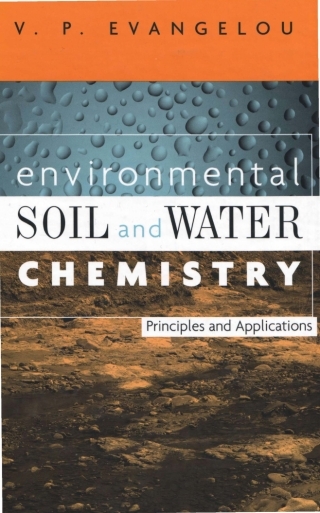 V. P. EVANGELOU
environmental
SOIL and WATER
CHEMISTRY
Principles and Applications